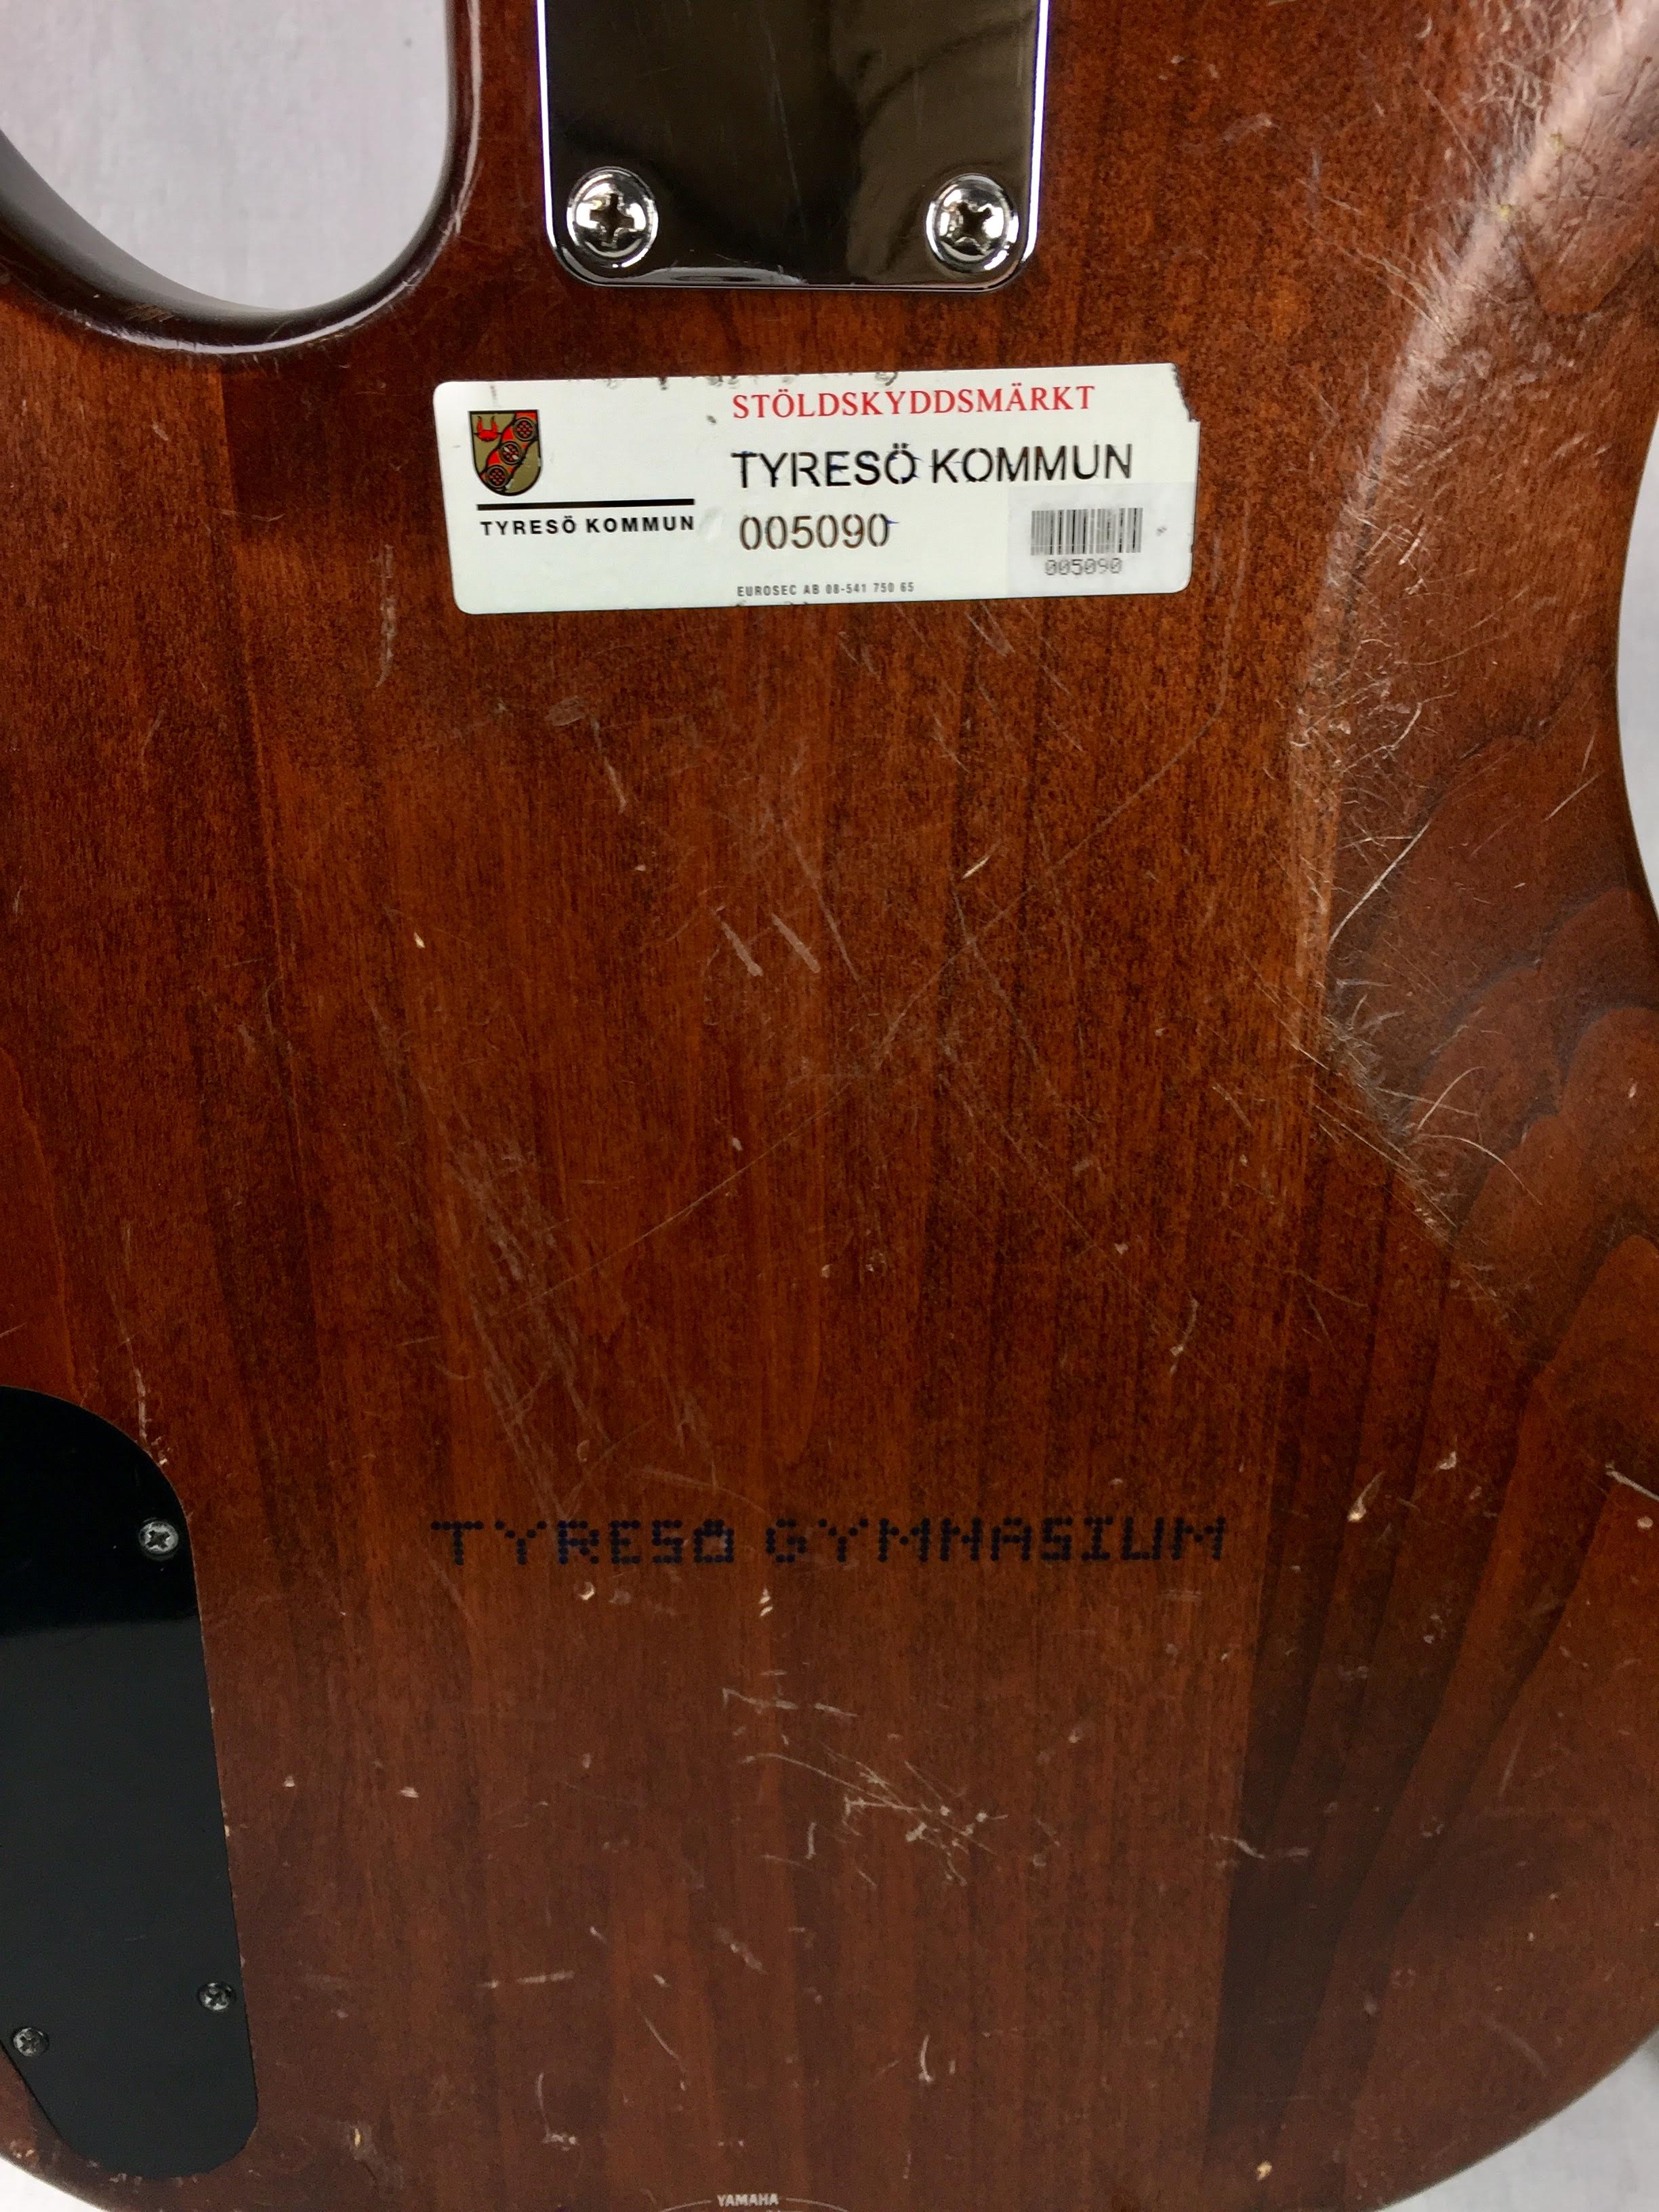 STÖLDSKYDDSMÄRKT
TYRESÖ KOMMUN
TYRESÖ KOMMUN
005090
005090
EUROSEC AB 08-541 750 65
TYRESÖ GYMNASIUM
YAMAHA